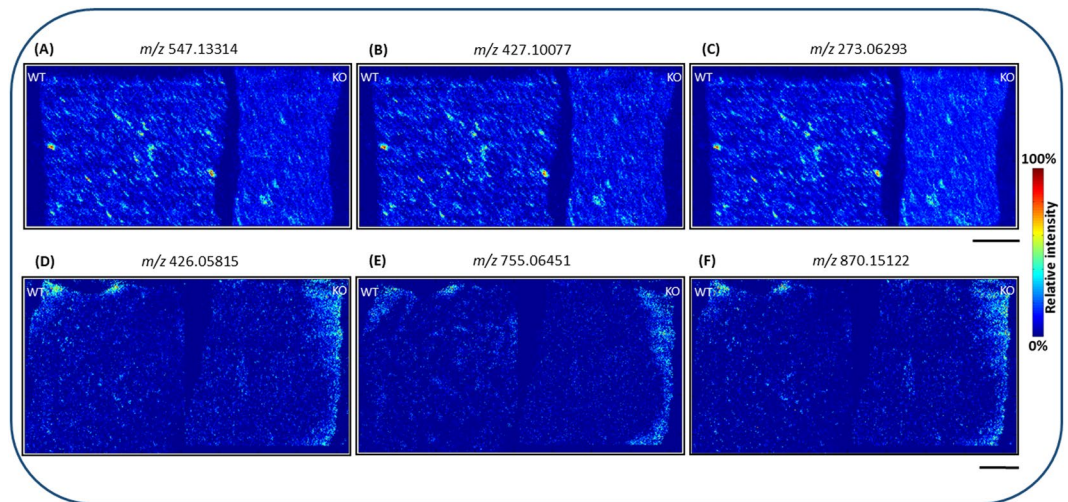 (A) m/z 547.13314
(B) m/z 427.10077
(C) m/z 273.06293
WT KO
WT KO
WT KO
100%
Relative intensity
0%
(D) m/z 426.05815
(E) m/z 755.06451
(F) m/z 870.15122
WT KO
WT KO
WT KO